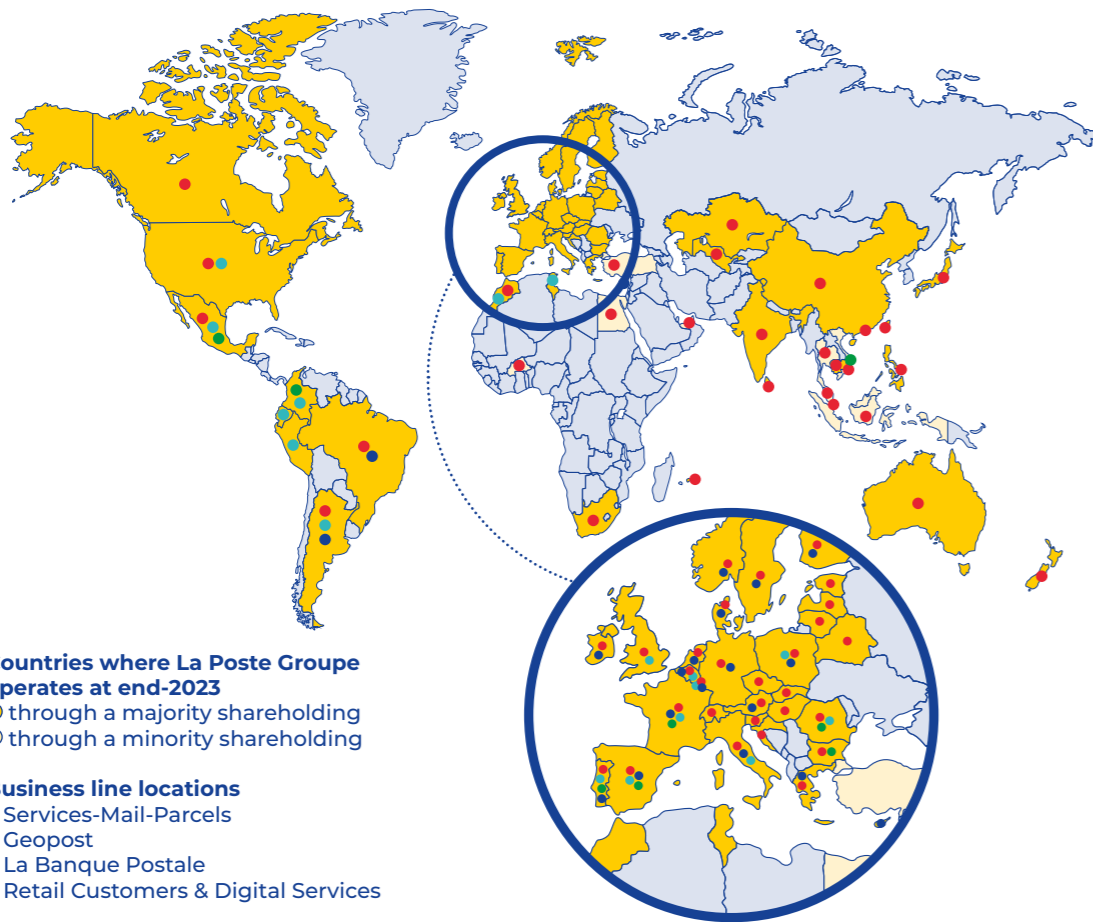 ountries where La Poste Groupe
perates at end-2023
through a majority shareholding
through a minority shareholding
usiness line locations
Services-Mail-Parcels
Geopost
La Banque Postale
Retail Customers & Digital Services